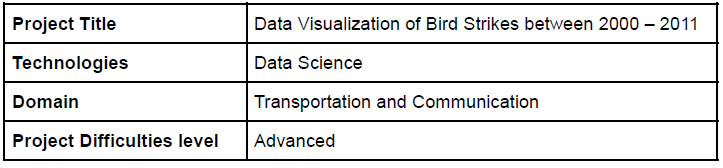 Project Title Data Visualization of Bird Strikes between 2000 – 2011
Technologies Data Science
Domain Transportation and Communication
Project Difficulties level Advanced